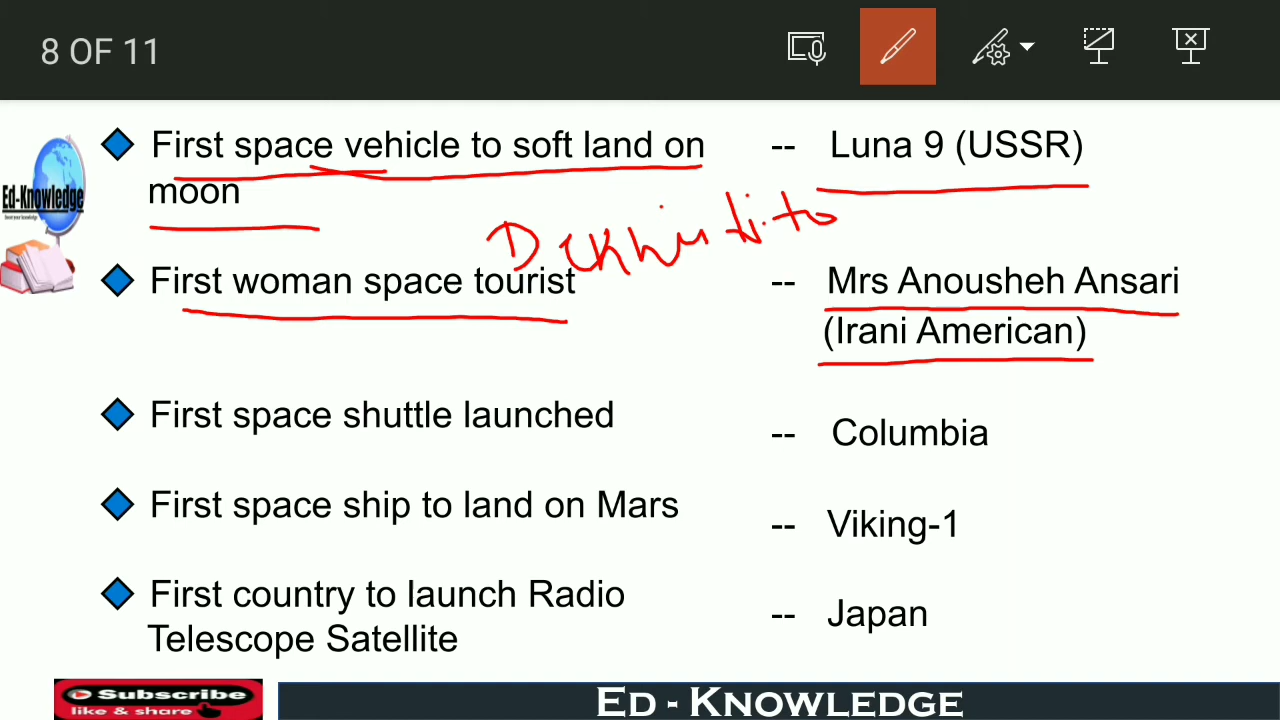 8 OF 11
First space vehicle to soft land on moon -- Luna 9 (USSR)
Ed-Knowledge
First woman space tourist -- Mrs Anousheh Ansari
(Irani American)
First space shuttle launched -- Columbia
First space ship to land on Mars -- Viking-1
First country to launch Radio
Telescope Satellite -- Japan
Subscribe
like & share
ED - KNOWLEDGE